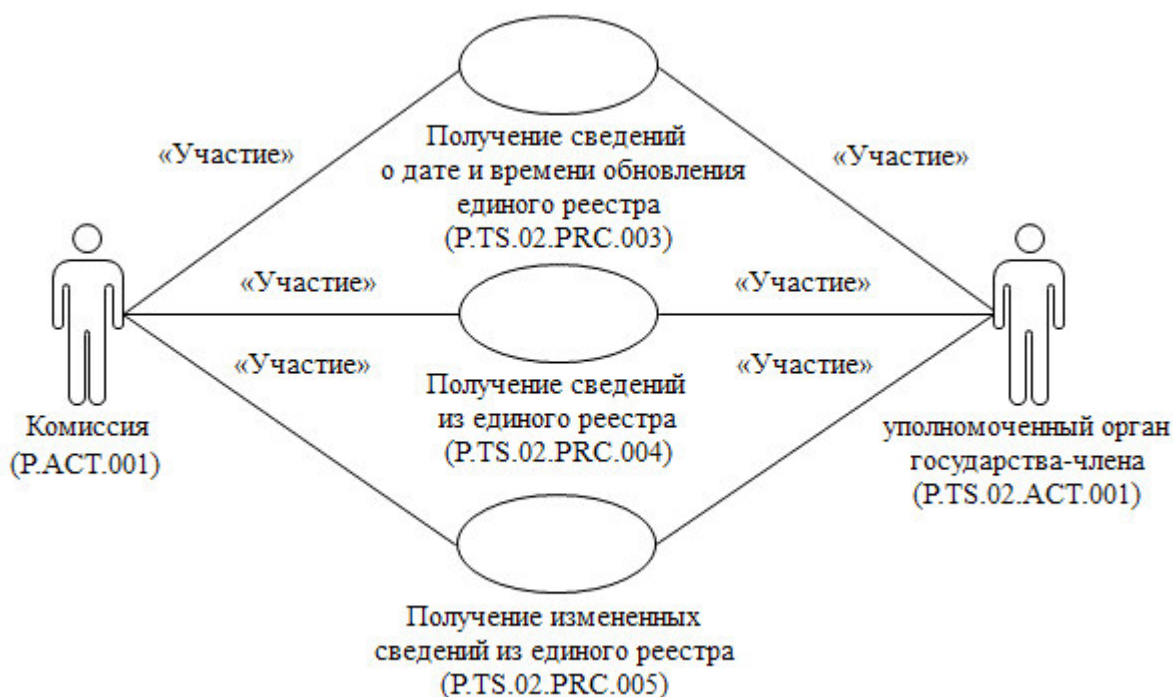 «Участие»
«Участие»
Получение сведений
о дате и времени обновления
единого реестра
(P.TS.02.PRC.003)
«Участие»
«Участие»
«Участие»
«Участие»
Получение сведений
из единого реестра
(P.TS.02.PRC.004)
Комиссия
(P.ACT.001)
уполномоченный орган
государства-члена
(P.TS.02.ACT.001)
Получение измененных
сведений из единого реестра
(P.TS.02.PRC.005)